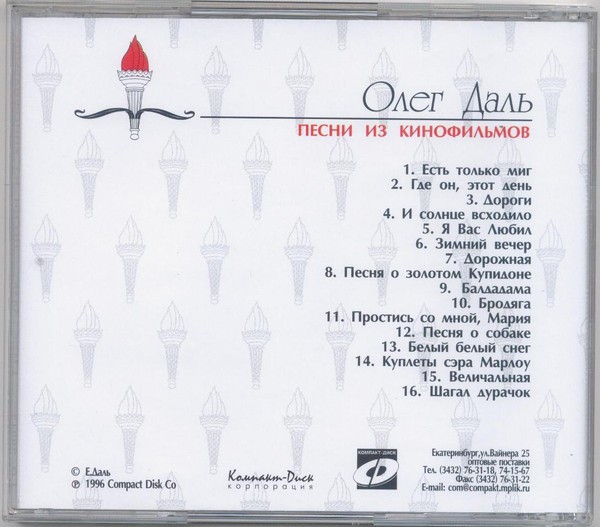 Олег Даль
ПЕСНИ ИЗ КИНОФИЛЬМОВ
1. Есть только миг
2. Где он, этот день
3. Дороги
4. И солнце всходило
5. Я Вас Любил
6. Зимний вечер
7. Дорожная
8. Песня о золотом Купидоне
9. Балдадама
10. Бродяга
11. Простись со мной, Мария
12. Песня о собаке
13. Белый белый снег
14. Куплеты сэра Марлоу
15. Величальная
16. Шагал дурачок
© Е.Даль
℗ 1996 Compact Disk Co
Компакт-Диск
корпорация
КОМПАКТ-ДИСК
Екатеринбург,ул.Вайнера 25
оптовые поставки
Тел. (3432) 76-31-18, 74-15-67
Факс (3432) 76-31-22
E-mail: com@compakt.mplik.ru